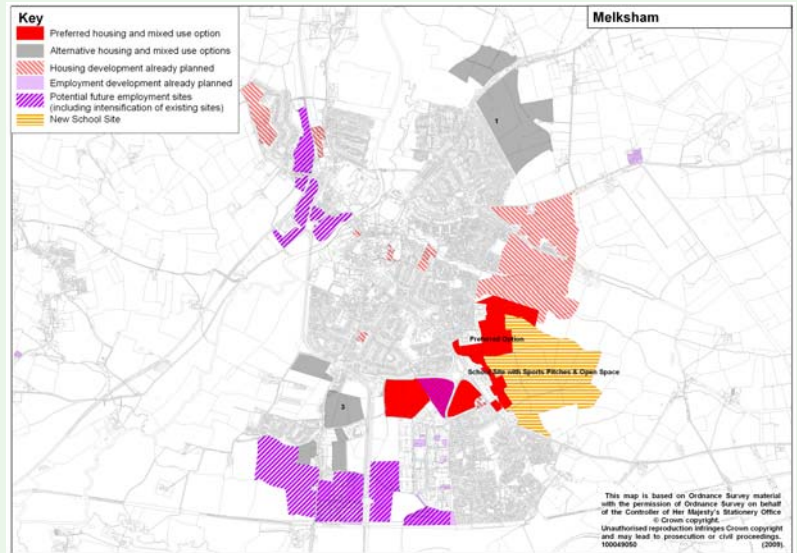 Key
Preferred housing and mixed use option
Alternative housing and mixed use options
Housing development already planned
Employment development already planned
Potential future employment sites
(including intensification of existing sites)
New School Site
Melksham
1
Preferred Option
School Site with Sports Pitches & Open Space
3
This map is based on Ordnance Survey material
with the permission of Ordnance Survey on behalf
of the Controller of Her Majesty's Stationery Office
© Crown copyright.
Unauthorised reproduction infringes Crown copyright
and may lead to prosecution or civil proceedings.
100049050 (2009).